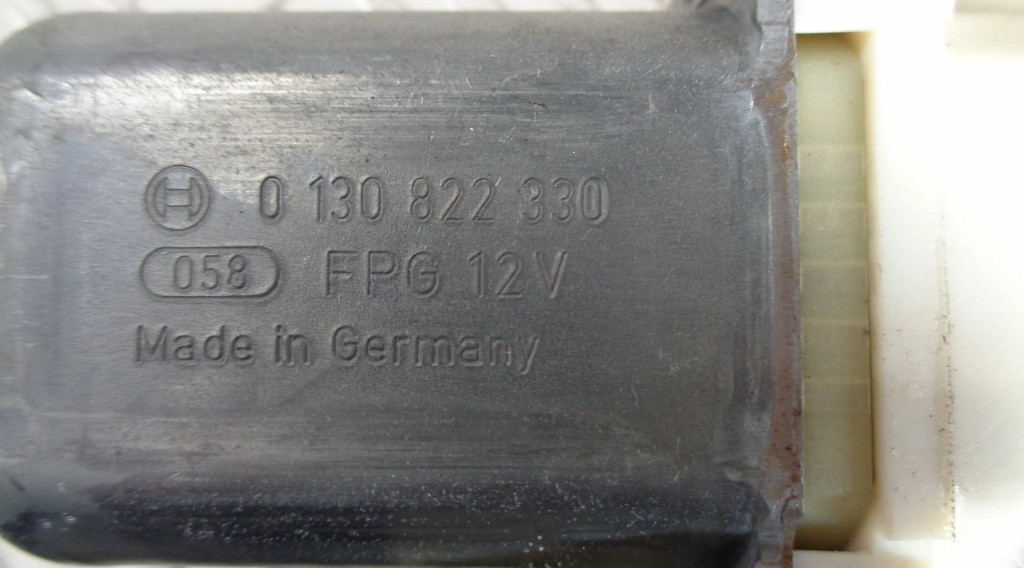 0 130 822 330
058 FPG 12V
Made in Germany